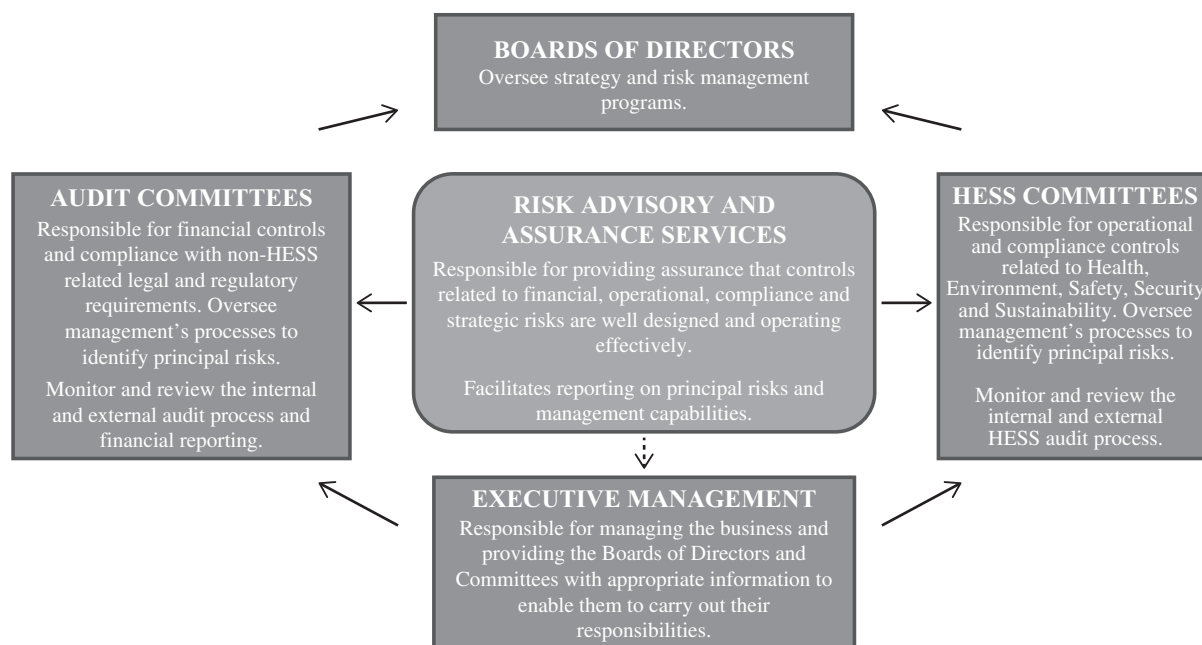 BOARDS OF DIRECTORS
Oversee strategy and risk management
programs.
AUDIT COMMITTEES
Responsible for financial controls
and compliance with non-HESS
related legal and regulatory
requirements. Oversee
management’s processes to
identify principal risks.
Monitor and review the internal
and external audit process and
financial reporting.
RISK ADVISORY AND
ASSURANCE SERVICES
Responsible for providing assurance that controls
related to financial, operational, compliance and
strategic risks are well designed and operating
effectively.
Facilitates reporting on principal risks and
management capabilities.
HESS COMMITTEES
Responsible for operational
and compliance controls
related to Health,
Environment, Safety, Security
and Sustainability. Oversee
management’s processes to
identify principal risks.
Monitor and review the
internal and external
HESS audit process.
EXECUTIVE MANAGEMENT
Responsible for managing the business and
providing the Boards of Directors and
Committees with appropriate information to
enable them to carry out their
responsibilities.